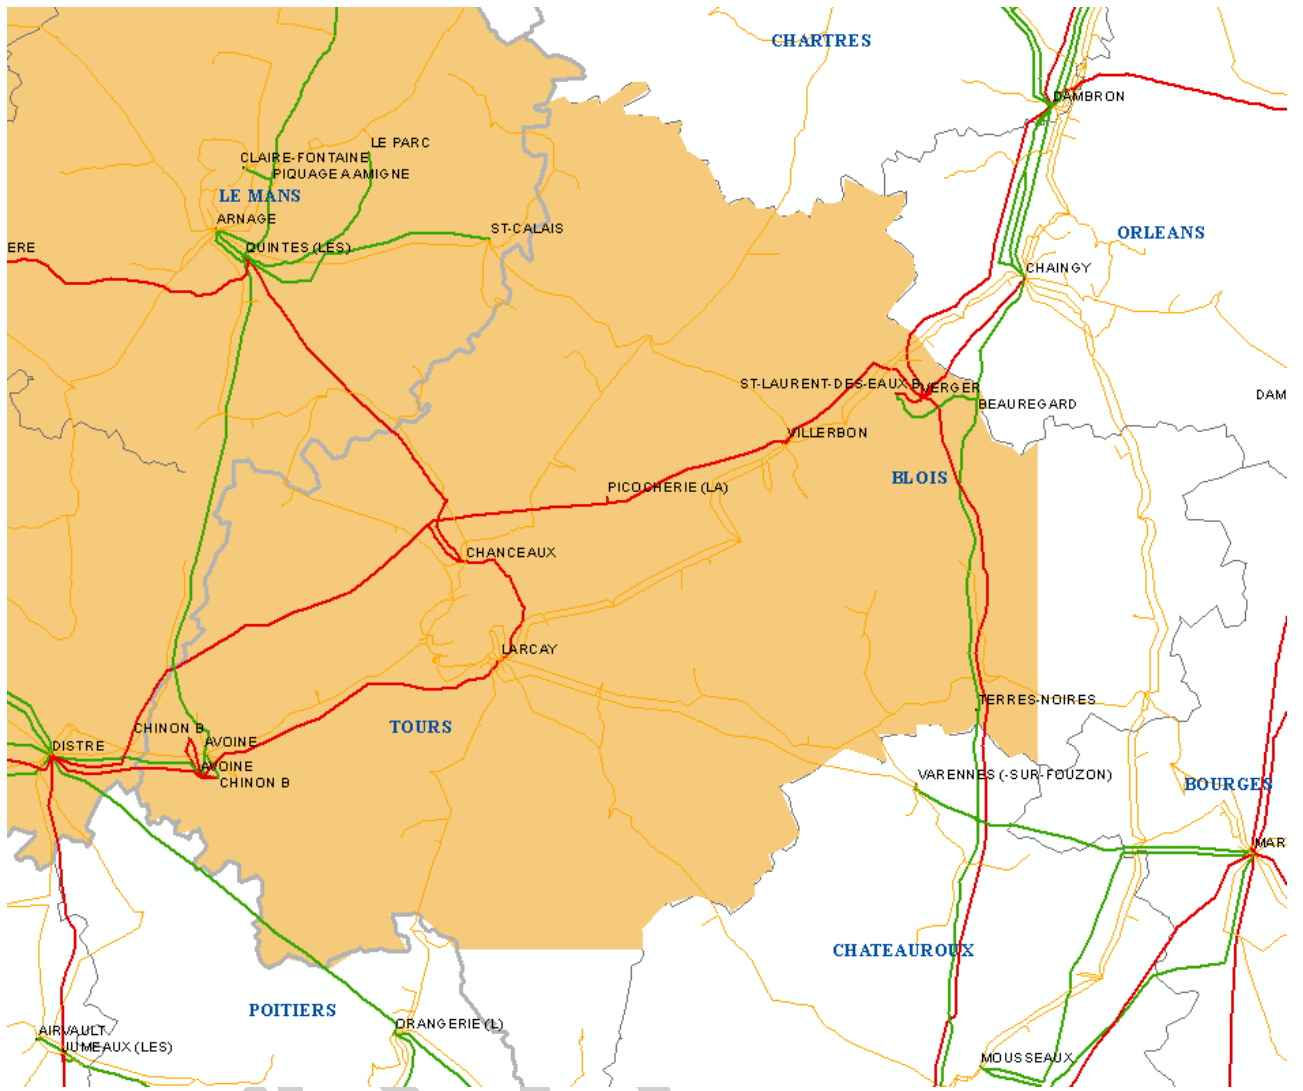 CHARTRES
DAMBRON
LE PARC
CLAIRE-FONTAINE
PIQUAGE A AMIGNE
LE MANS
ARNAGE
ST-CALAIS
ORLEANS
ERE
QUINTES (LES)
CHAINGY
ST-LAURENT-DES-EAUX B
VERGER
DAM
BEAUREGARD
VILLERBON
BLOIS
PICOCHERIE (LA)
CHANCEAUX
LARCAY
TERRES-NOIRES
CHINON B
TOURS
DISTRE
AVOINE
AVOINE
CHINON B
VARENNES (-SUR-FOUZON)
BOURGES
MAR
CHATEAUROUX
POITIERS
ORANGERIE (L)
AIRVAULT
JUMEAUX (LES)
MOUSSEAUX